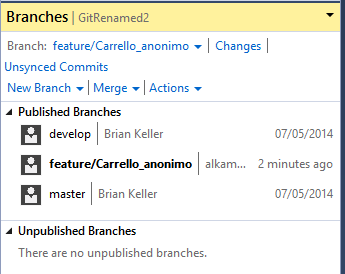 Branches | GitRenamed2
Branch: feature/Carrello_anonimo | Changes |
Unsynced Commits
New Branch | Merge | Actions |
Published Branches
develop | Brian Keller 07/05/2014
feature/Carrello_anonimo | alkam... 2 minutes ago
master | Brian Keller 07/05/2014
Unpublished Branches
There are no unpublished branches.